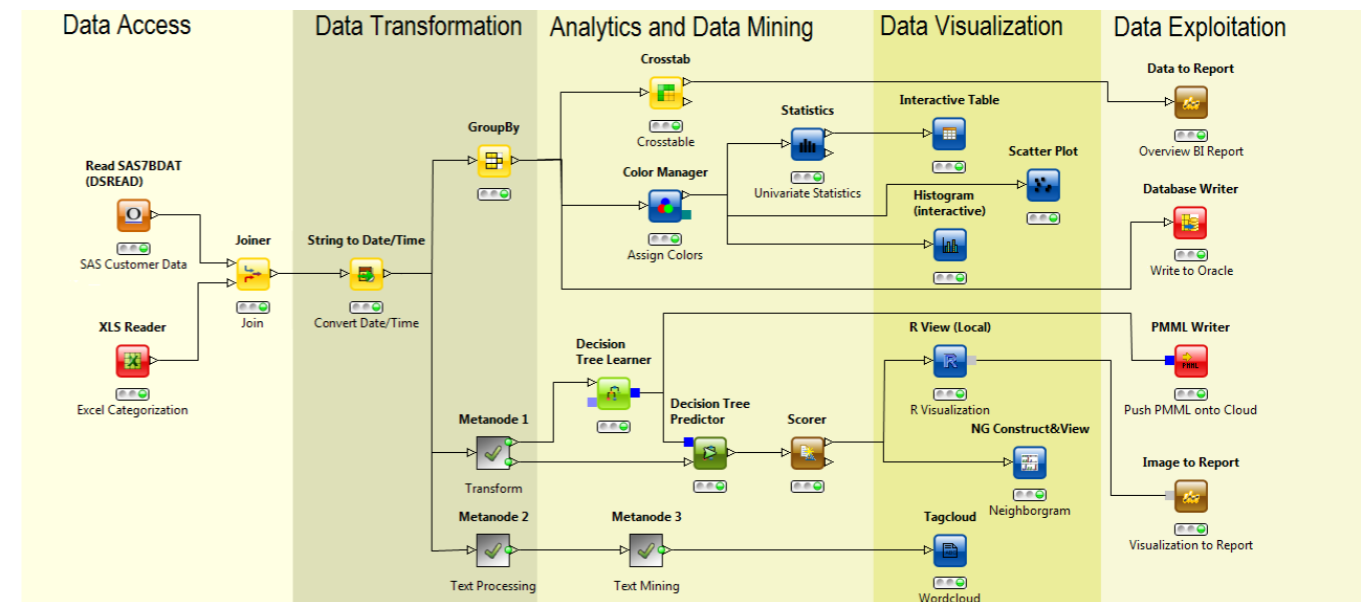 Data Access
Data Transformation
Analytics and Data Mining
Data Visualization
Data Exploitation
Read SAS7BDAT
(DSREAD)
SAS Customer Data
XLS Reader
Excel Categorization
Joiner
Join
String to Date/Time
Convert Date/Time
GroupBy
Metanode 1
Transform
Metanode 2
Text Processing
Crosstab
Crosstable
Color Manager
Assign Colors
Statistics
Univariate Statistics
Decision
Tree Learner
Decision Tree
Predictor
Scorer
Metanode 3
Text Mining
Interactive Table
Scatter Plot
Histogram
(interactive)
R View (Local)
R
R Visualization
NG Construct&View
Neighborgram
Tagcloud
Wordcloud
Data to Report
Overview BI Report
Database Writer
Write to Oracle
PMML Writer
PMML
Push PMML onto Cloud
Image to Report
Visualization to Report